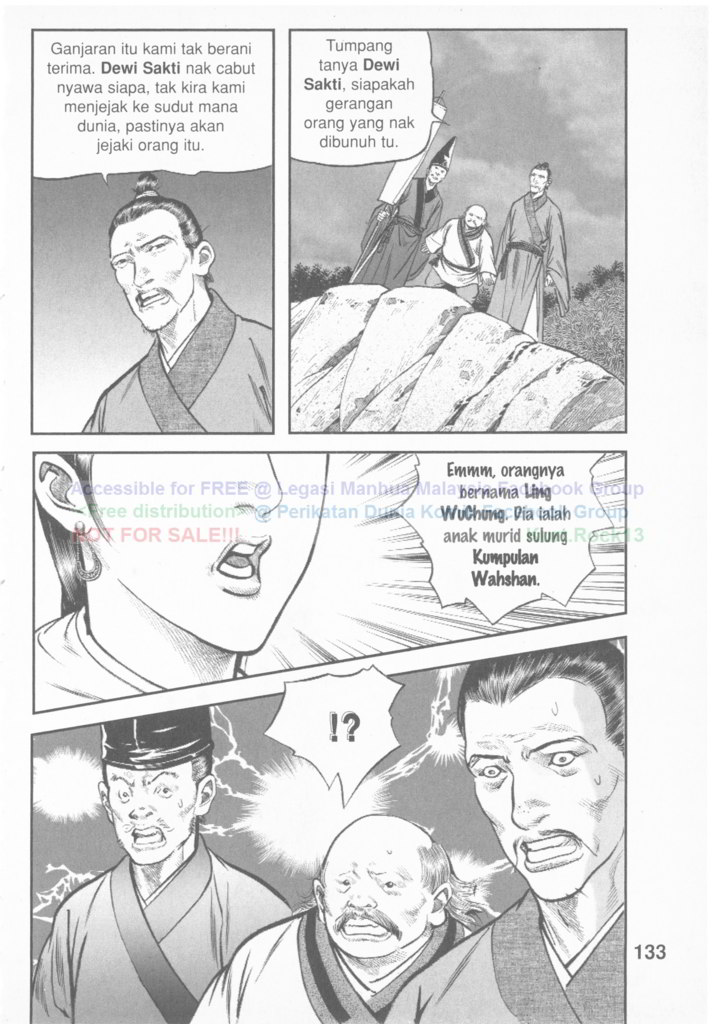 Ganjaran itu kami tak berani
terima. Dewi Sakti nak cabut
nyawa siapa, tak kira kami
menjejak ke sudut mana
dunia, pastinya akan
jejaki orang itu.
Tumpang
tanya Dewi
Sakti, siapakah
gerangan
orang yang nak
dibunuh tu.
Emmm, orangnya
bernama Ling
WuChung. Dia ialah
anak murid sulung
Kumpulan
Wahshan.
Accessible for FREE @ Legasi Manhua Malaysia Facebook Group
<Free distribution> @ Perikatan Dunia Facebook Group
NOT FOR SALE!!!
!?
133